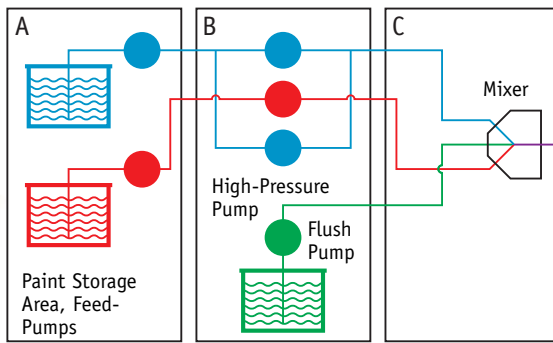 A
B
C
Mixer
High-Pressure
Pump
Flush
Pump
Paint Storage
Area, Feed-
Pumps